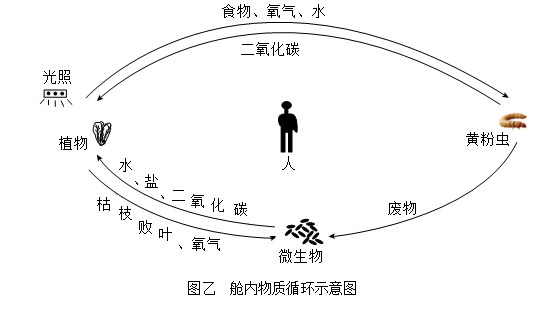 食物、氧气、水
二氧化碳
光照
植物
黄粉虫
人
水、盐、二氧化碳
枯枝败叶、氧气
废物
微生物
图乙 舱内物质循环示意图